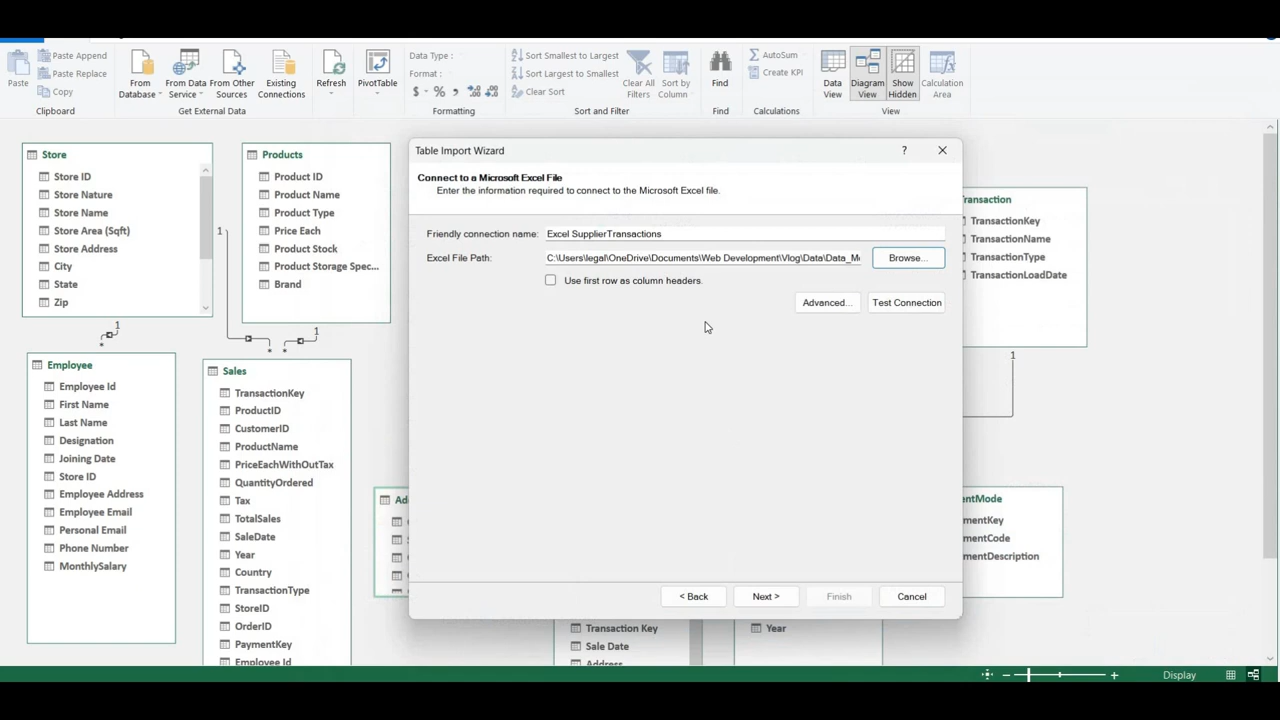 Paste
Paste Append
Paste Replace
Copy
Clipboard
From
Database
From Data
Service
From Other
Sources
Existing
Connections
Get External Data
Refresh
PivotTable
Data Type :
Format :
$ % ,
Formatting
Sort Smallest to Largest
Sort Largest to Smallest
Clear Sort
Clear All
Filters
Sort by
Column
Sort and Filter
Find
Find
AutoSum
Create KPI
Calculations
Data
View
Diagram
View
Show
Hidden
Calculation
Area
View
Store
Store ID
Store Nature
Store Name
Store Area (Sqft)
Store Address
City
State
Zip
Products
Product ID
Product Name
Product Type
Price Each
Product Stock
Product Storage Spec...
Brand
1
1
1
*
*
*
Employee
Employee Id
First Name
Last Name
Designation
Joining Date
Store ID
Employee Address
Employee Email
Personal Email
Phone Number
MonthlySalary
Sales
TransactionKey
ProductID
CustomerID
ProductName
PriceEachWithOutTax
QuantityOrdered
Tax
TotalSales
SaleDate
Year
Country
TransactionType
StoreID
OrderID
PaymentKey
Employee Id
Table Import Wizard
?
Connect to a Microsoft Excel File
Enter the information required to connect to the Microsoft Excel file.
Friendly connection name: Excel SupplierTransactions
Excel File Path: C:\Users\legal\OneDrive\Documents\Web Development\Vlog\Data\Data_M
Browse...
Use first row as column headers.
Advanced...
Test Connection
< Back
Next >
Finish
Cancel
Transaction
TransactionKey
TransactionName
TransactionType
TransactionLoadDate
1
Ad
entMode
mentKey
mentCode
mentDescription
Transaction Key
Sale Date
Address
Year
Display